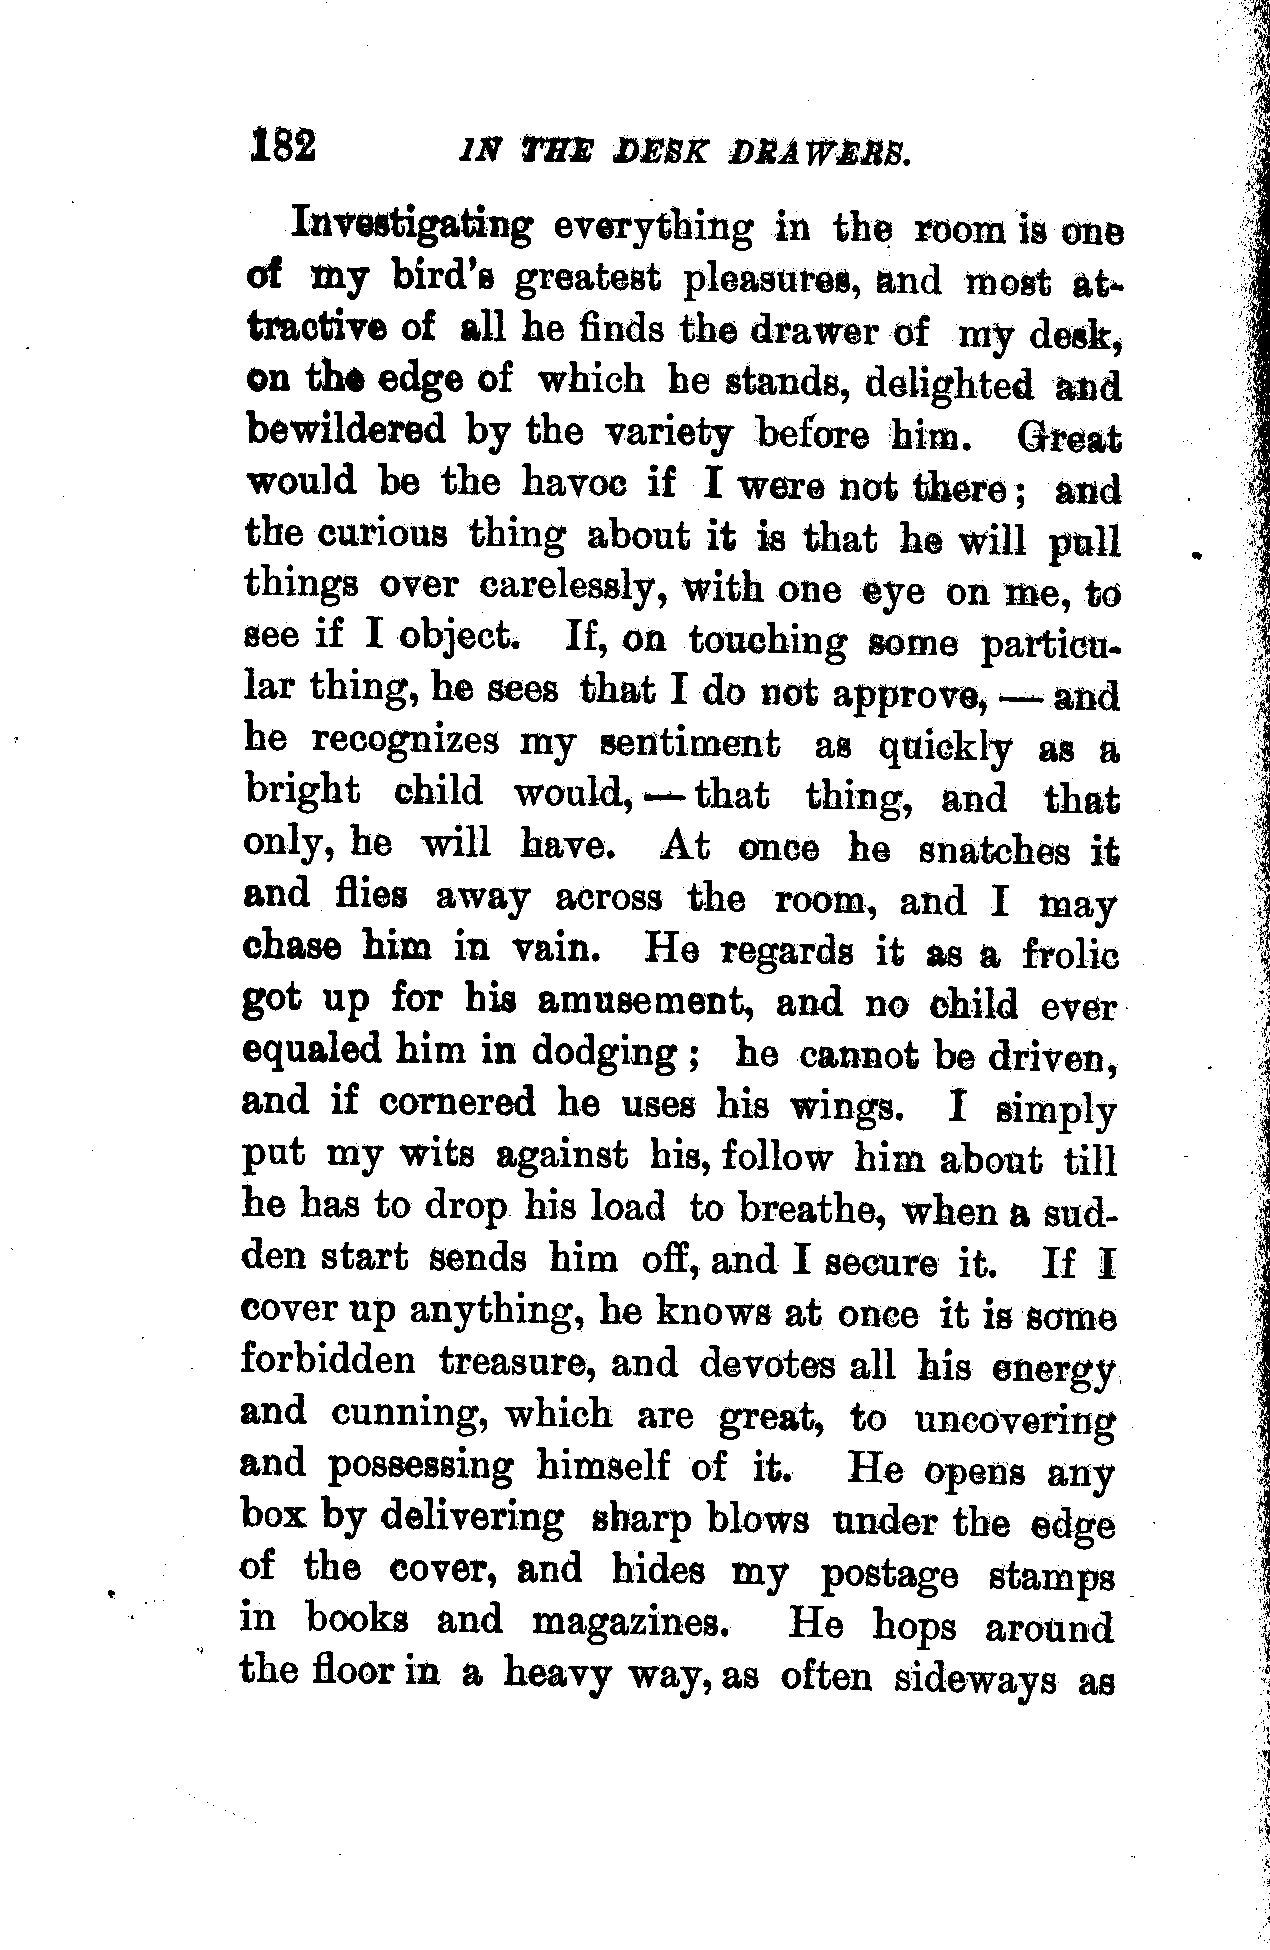 182 IN THE DESK DRAWERS.
Investigating everything in the room is one
of my bird's greatest pleasures, and most at-
tractive of all he finds the drawer of my desk,
on the edge of which he stands, delighted and
bewildered by the variety before him. Great
would be the havoc if I were not there; and
the curious thing about it is that he will pull
things over carelessly, with one eye on me, to
see if I object. If, on touching some particu-
lar thing, he sees that I do not approve, — and
he recognizes my sentiment as quickly as a
bright child would, — that thing, and that
only, he will have. At once he snatches it
and flies away across the room, and I may
chase him in vain. He regards it as a frolic
got up for his amusement, and no child ever
equaled him in dodging; he cannot be driven,
and if cornered he uses his wings. I simply
put my wits against his, follow him about till
he has to drop his load to breathe, when a sud-
den start sends him off, and I secure it. If I
cover up anything, he knows at once it is some
forbidden treasure, and devotes all his energy
and cunning, which are great, to uncovering
and possessing himself of it. He opens any
box by delivering sharp blows under the edge
of the cover, and hides my postage stamps
in books and magazines. He hops around
the floor in a heavy way, as often sideways as